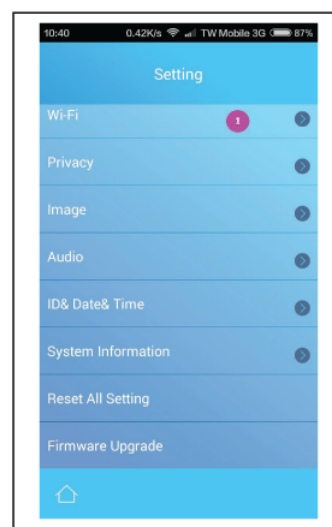 10:40 0.42K/s TW Mobile 3G 87%
Setting
Wi-Fi 1
Privacy
Image
Audio
ID& Date& Time
System Information
Reset All Setting
Firmware Upgrade